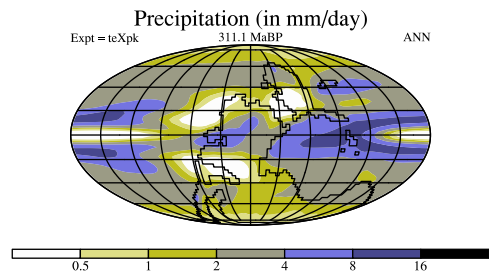 Precipitation (in mm/day)
Expt = teXpk 311.1 MaBP ANN
0.5 1 2 4 8 16